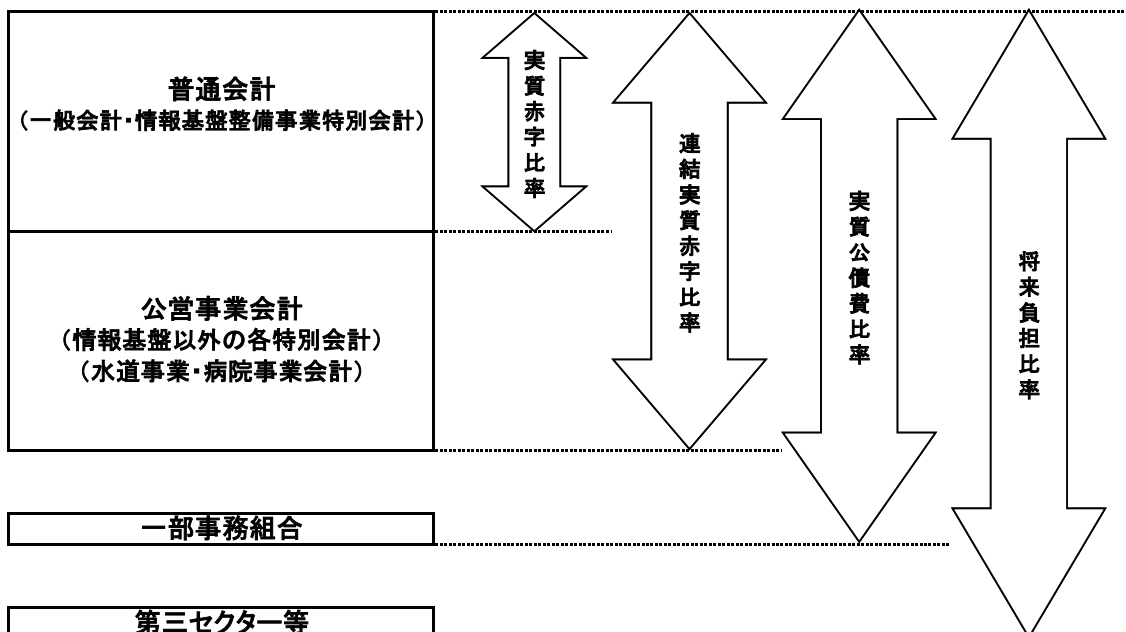 普通会計
（一般会計・情報基盤整備事業特別会計）
実質赤字比率
連結実質赤字比率
実質公債費比率
将来負担比率
公営事業会計
（情報基盤以外の各特別会計）
（水道事業・病院事業会計）
一部事務組合
第三セクター等